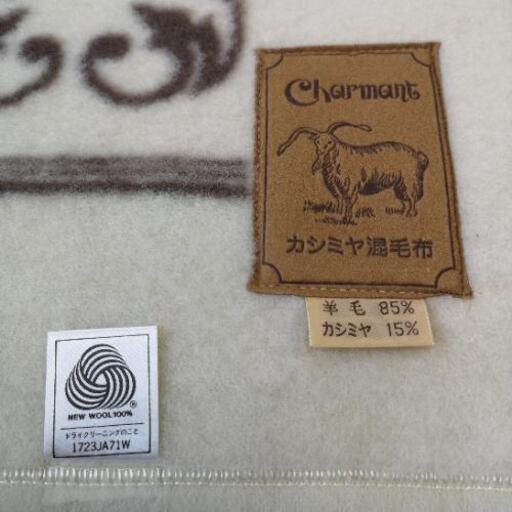 Charmant
カシミヤ混毛布
羊毛 85%
カシミヤ 15%
NEW WOOL 100%
ドライクリーニングのこと
1723JA71W